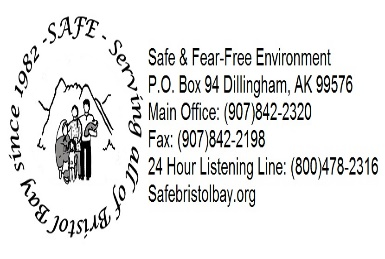 SAFE - Serving all of Bristol Bay since 1982 -
Safe & Fear-Free Environment
P.O. Box 94 Dillingham, AK 99576
Main Office: (907)842-2320
Fax: (907)842-2198
24 Hour Listening Line: (800)478-2316
Safebristolbay.org